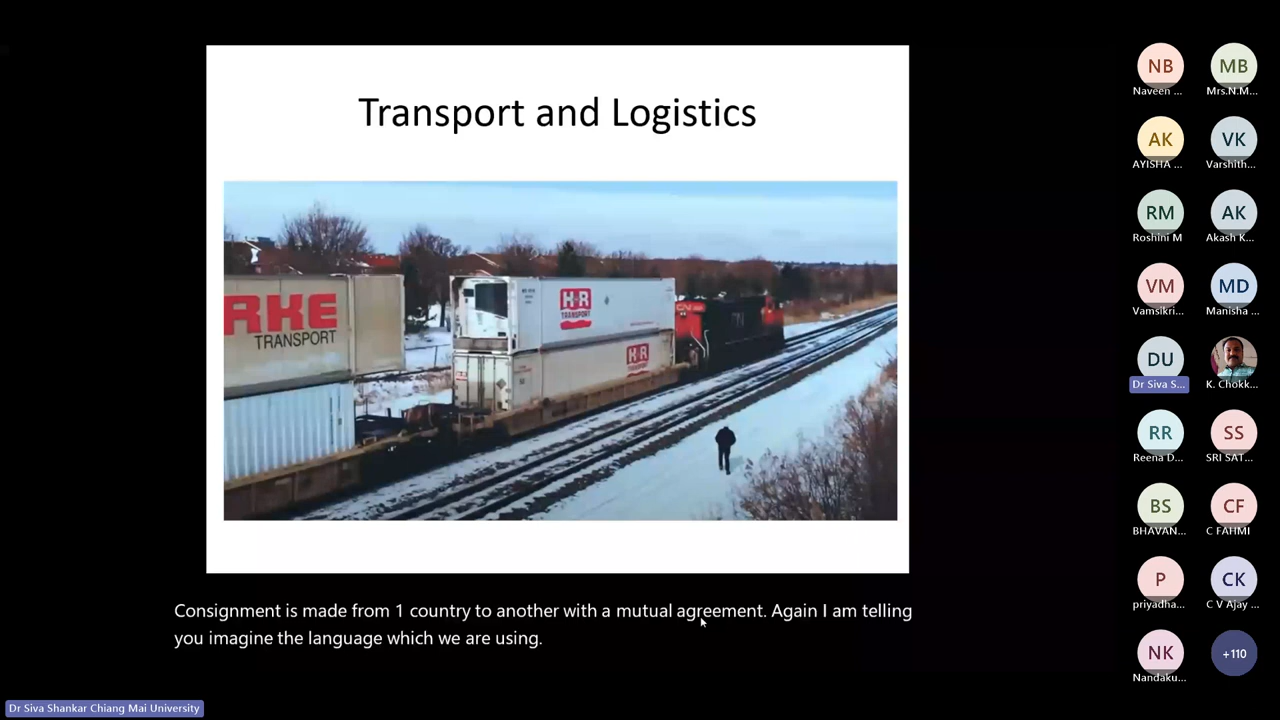 Transport and Logistics
RKE
TRANSPORT
H-R
TRANSPORT
H-R
CN
Consignment is made from 1 country to another with a mutual agreement. Again I am telling
you imagine the language which we are using.
Dr Siva Shankar Chiang Mai University
NB
Naveen ...
MB
Mrs.N.M...
AK
AYISHA ...
VK
Varshith...
RM
Roshini M
AK
Akash K...
VM
Vamsikri...
MD
Manisha ...
DU
Dr Siva S...
K. Chokk...
RR
Reena D...
SS
SRI SAT...
BS
BHAVAN...
CF
C FAHMI
P
priyadha...
CK
C V Ajay ...
NK
Nandaku...
+110